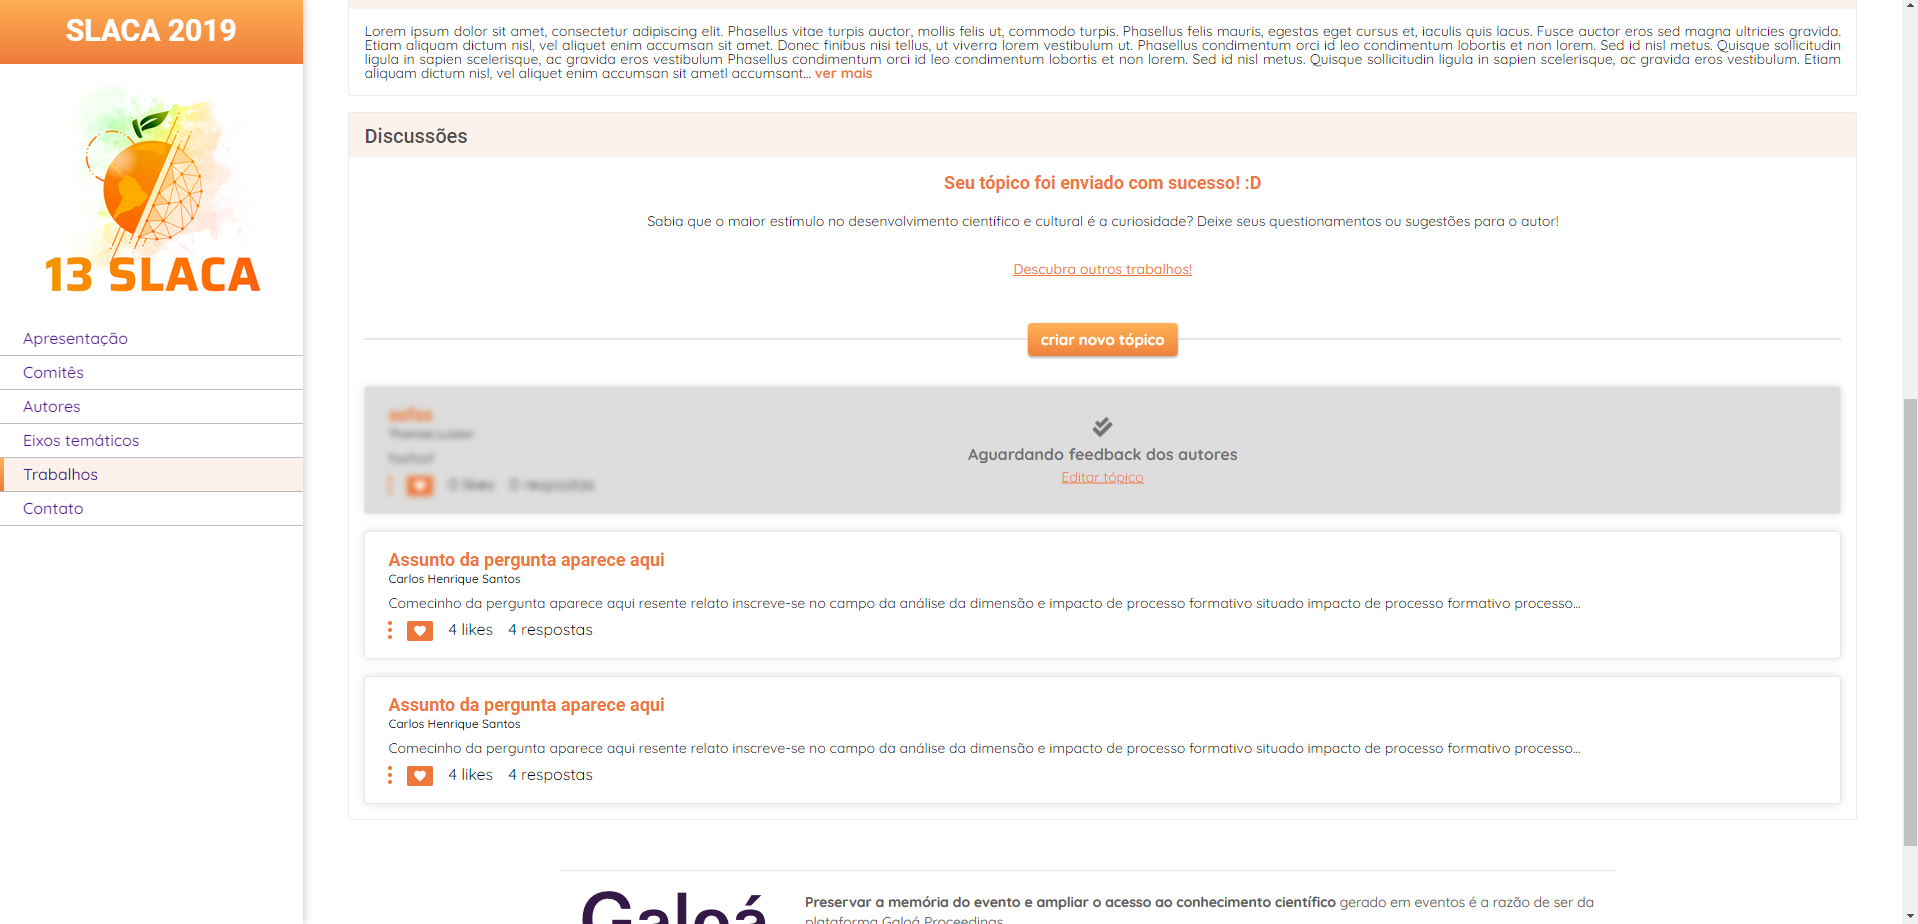 SLACA 2019
13 SLACA
Apresentação
Comitês
Autores
Eixos temáticos
Trabalhos
Contato
Lorem ipsum dolor sit amet, consectetur adipiscing elit. Phasellus vitae turpis auctor, mollis felis ut, commodo turpis. Phasellus felis mauris, egestas eget cursus et, iaculis quis lacus. Fusce auctor eros sed magna ultricies gravida.
Etiam aliquam dictum nisl, vel aliquet enim accumsan sit amet. Donec finibus nisi tellus, ut viverra lorem vestibulum ut. Phasellus condimentum orci id leo condimentum lobortis et non lorem. Sed id nisl metus. Quisque sollicitudin
ligula in sapien scelerisque, ac gravida eros vestibulum Phasellus condimentum orci id leo condimentum lobortis et non lorem. Sed id nisl metus. Quisque sollicitudin ligula in sapien scelerisque, ac gravida eros vestibulum. Etiam
aliquam dictum nisl, vel aliquet enim accumsan sit ametl accumsant... ver mais
Discussões
Seu tópico foi enviado com sucesso! :D
Sabia que o maior estímulo no desenvolvimento científico e cultural é a curiosidade? Deixe seus questionamentos ou sugestões para o autor!
Descubra outros trabalhos!
criar novo tópico
0 likes 0 respostas
Aguardando feedback dos autores
Editar tópico
Assunto da pergunta aparece aqui
Carlos Henrique Santos
Comecinho da pergunta aparece aqui resente relato inscreve-se no campo da análise da dimensão e impacto de processo formativo situado impacto de processo formativo processo...
4 likes 4 respostas
Assunto da pergunta aparece aqui
Carlos Henrique Santos
Comecinho da pergunta aparece aqui resente relato inscreve-se no campo da análise da dimensão e impacto de processo formativo situado impacto de processo formativo processo...
4 likes 4 respostas
Galoá
Preservar a memória do evento e ampliar o acesso ao conhecimento científico gerado em eventos é a razão de ser da
plataforma Galoá Proceedings